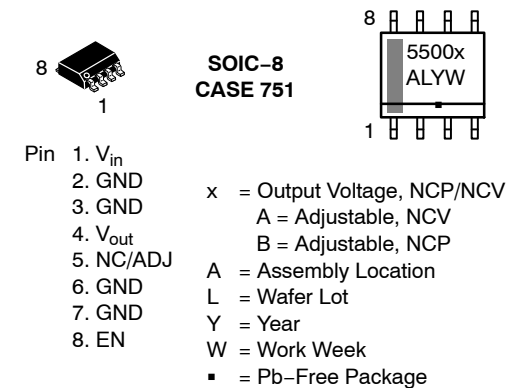 8
1
SOIC−8
CASE 751
8
5500x
ALYW
▪
1
Pin 1. Vin
2. GND
3. GND
4. Vout
5. NC/ADJ
6. GND
7. GND
8. EN
x = Output Voltage, NCP/NCV
A = Adjustable, NCV
B = Adjustable, NCP
A = Assembly Location
L = Wafer Lot
Y = Year
W = Work Week
▪ = Pb−Free Package